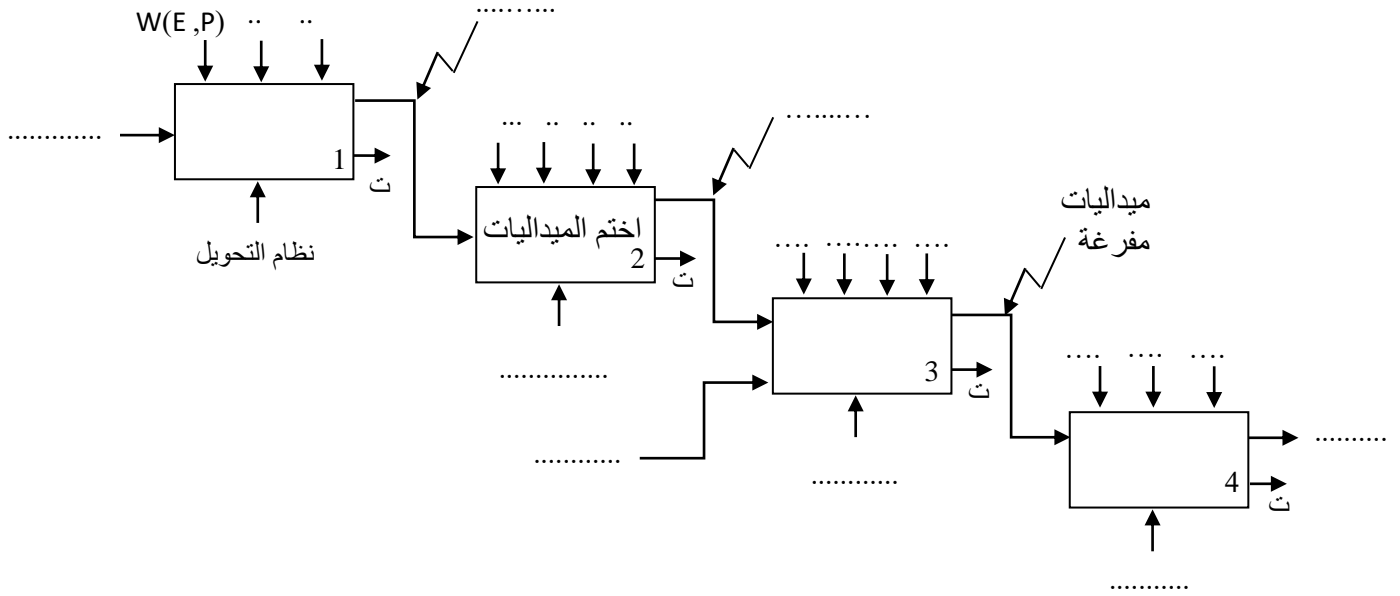 ..........
W(E ,P) .. ..
.............
1
ت
نظام التحويل
... .. .. ..
..........
اختم الميداليات
2
ت
...............
.... .... .... ....
ميداليات
مفرغة
3
ت
............
............
.... .... ....
4
..........
ت
...........